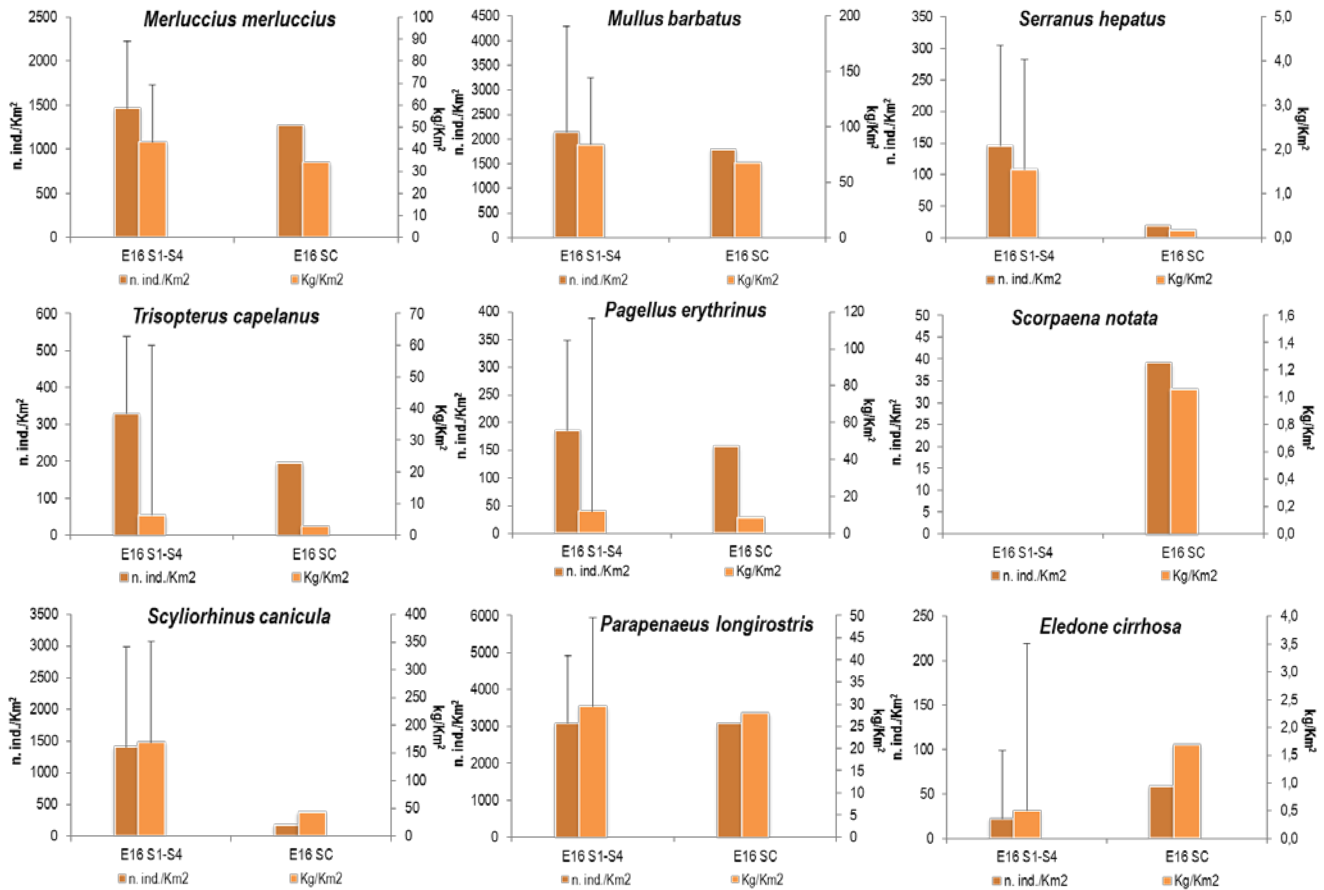 Merluccius merluccius
2500
2000
1500
1000
500
0
n. ind./Km²
100
90
80
70
60
50
40
30
20
10
0
kg/Km²
E16 S1-S4
E16 SC
n. ind./Km2
Kg/Km2
Mullus barbatus
4500
4000
3500
3000
2500
2000
1500
1000
500
0
n. ind./Km²
200
150
100
50
0
kg/Km²
E16 S1-S4
E16 SC
n. ind./Km2
Kg/Km2
Serranus hepatus
350
300
250
200
150
100
50
0
n. ind./Km²
5,0
4,0
3,0
2,0
1,0
0,0
kg/Km²
E16 S1-S4
E16 SC
n. ind./Km2
Kg/Km2
Trisopterus capelanus
600
500
400
300
200
100
0
n. ind./Km²
70
60
50
40
30
20
10
0
Kg/Km²
E16 S1-S4
E16 SC
n. ind./Km2
Kg/Km2
Pagellus erythrinus
400
350
300
250
200
150
100
50
0
n. ind./Km²
120
100
80
60
40
20
0
kg/Km²
E16 S1-S4
E16 SC
n. ind./Km2
Kg/Km2
Scorpaena notata
50
45
40
35
30
25
20
15
10
5
0
n. ind./Km²
1,6
1,4
1,2
1,0
0,8
0,6
0,4
0,2
0,0
Kg/Km²
E16 S1-S4
E16 SC
n. ind./Km2
Kg/Km2
Scyliorhinus canicula
3500
3000
2500
2000
1500
1000
500
0
n. ind./Km²
400
350
300
250
200
150
100
50
0
kg/Km²
E16 S1-S4
E16 SC
n. ind./Km2
Kg/Km2
Parapenaeus longirostris
6000
5000
4000
3000
2000
1000
0
n. ind./Km²
50
45
40
35
30
25
20
15
10
5
0
kg/Km²
E16 S1-S4
E16 SC
n. ind./Km2
Kg/Km2
Eledone cirrhosa
250
200
150
100
50
0
n. ind./Km²
4,0
3,5
3,0
2,5
2,0
1,5
1,0
0,5
0,0
kg/Km²
E16 S1-S4
E16 SC
n. ind./Km2
Kg/Km2